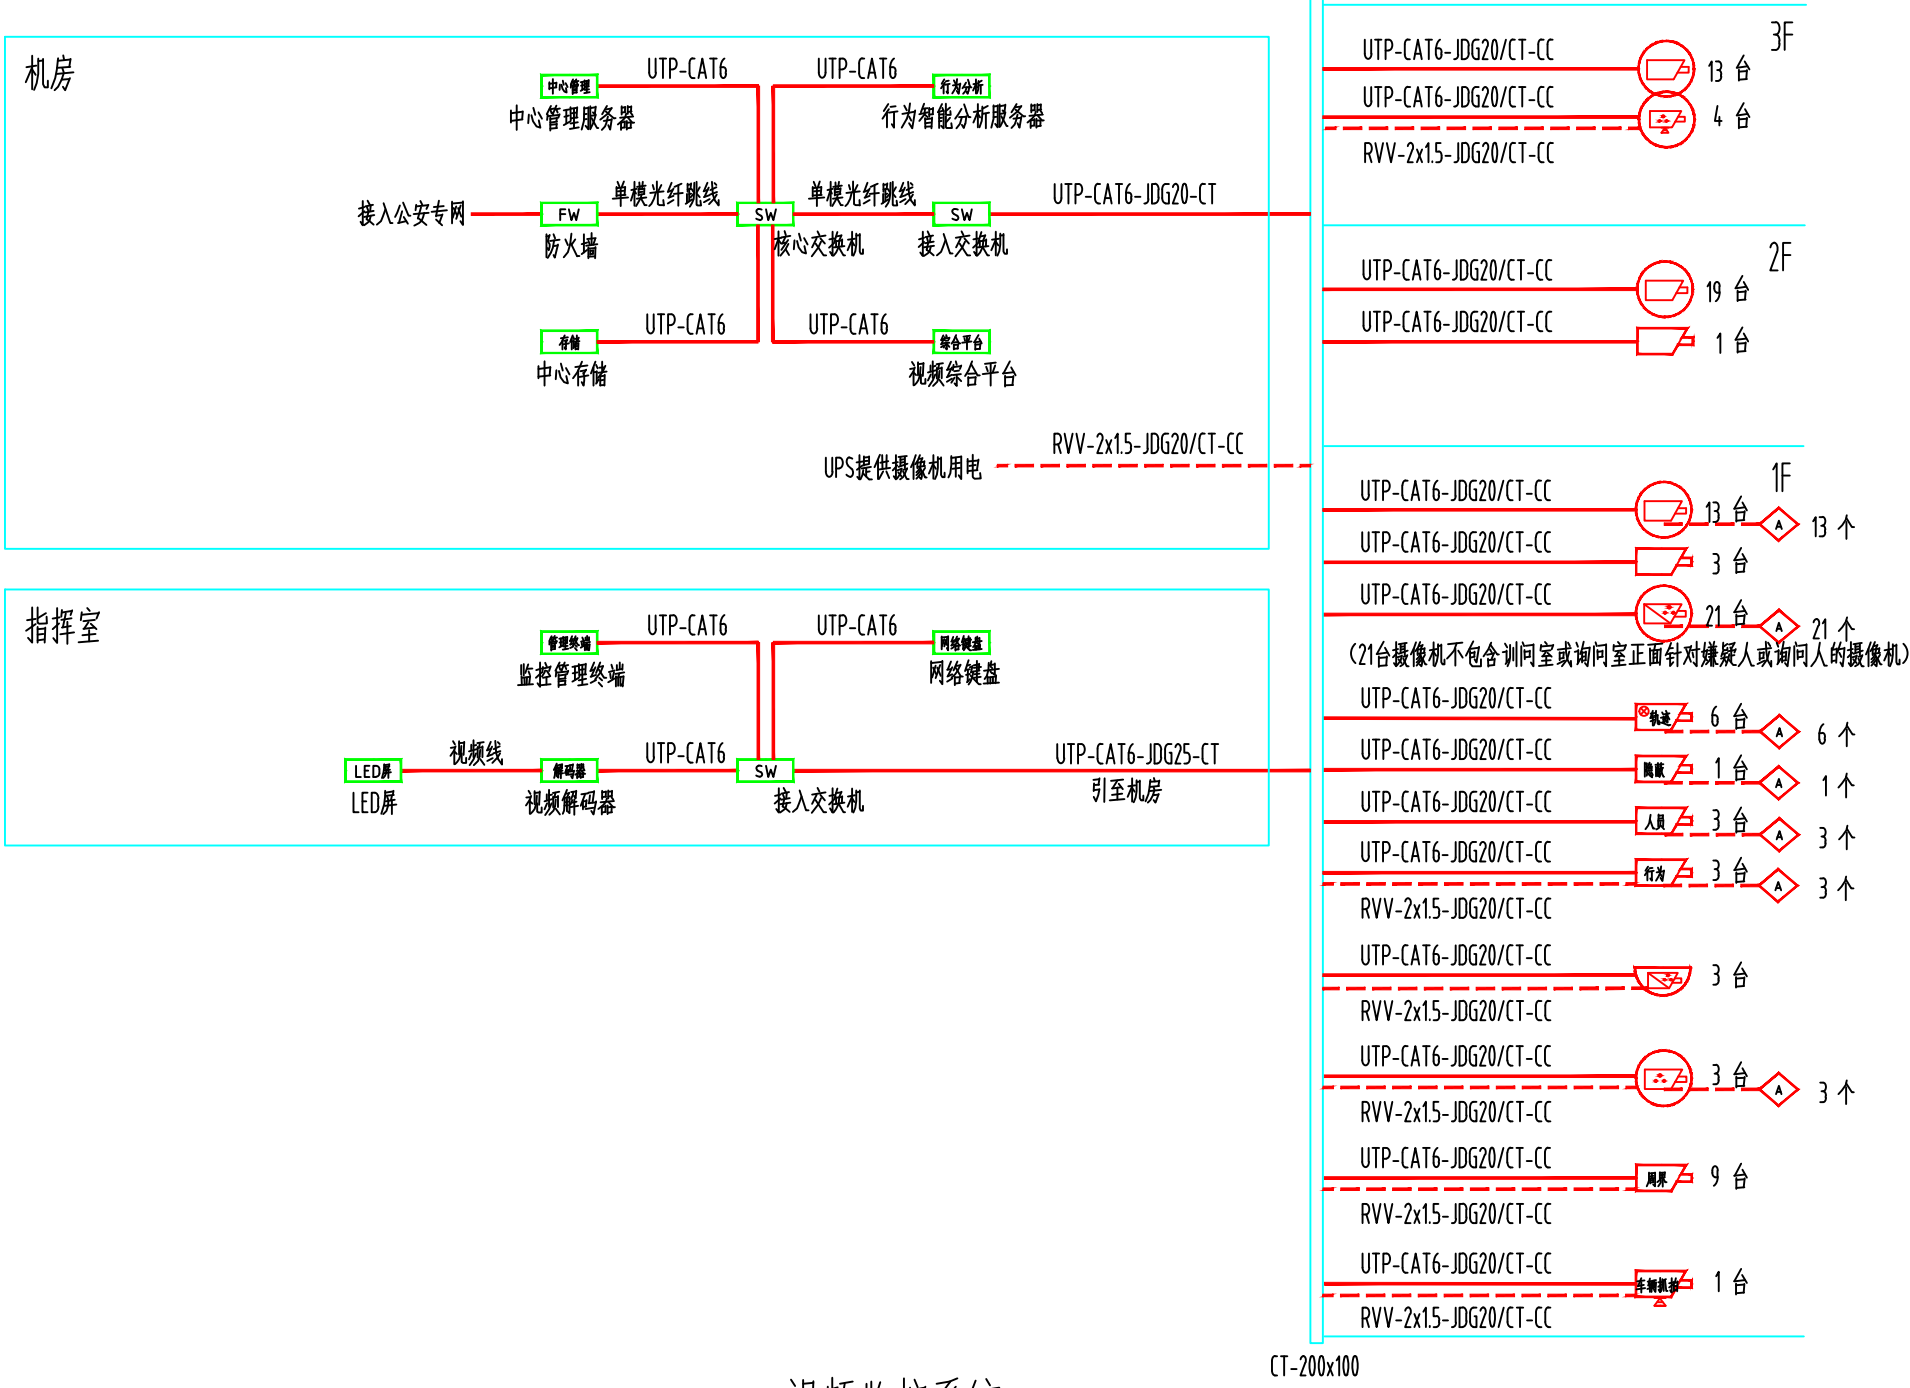 机房
UTP-CAT6
UTP-CAT6
中心管理
行为分析
中心管理服务器
行为智能分析服务器
单模光纤跳线
单模光纤跳线
UTP-CAT6-JDG20-CT
接入公安专网
FW
SW
SW
防火墙
核心交换机
接入交换机
UTP-CAT6
UTP-CAT6
存储
综合平台
中心存储
视频综合平台
RVV-2x1.5-JDG20/CT-CC
UPS提供摄像机用电
指挥室
UTP-CAT6
UTP-CAT6
管理终端
网络键盘
监控管理终端
网络键盘
视频线
UTP-CAT6
UTP-CAT6-JDG25-CT
LED屏
解码器
SW
LED屏
视频解码器
接入交换机
引至机房
3F
UTP-CAT6-JDG20/CT-CC
13 台
UTP-CAT6-JDG20/CT-CC
4 台
RVV-2x1.5-JDG20/CT-CC
2F
UTP-CAT6-JDG20/CT-CC
19 台
UTP-CAT6-JDG20/CT-CC
1 台
1F
UTP-CAT6-JDG20/CT-CC
13 台
A
13 个
UTP-CAT6-JDG20/CT-CC
3 台
UTP-CAT6-JDG20/CT-CC
21 台
A
21 个
(21台摄像机不包含训问室或询问室正面针对嫌疑人或询问人的摄像机)
UTP-CAT6-JDG20/CT-CC
轨迹
6 台
A
6 个
UTP-CAT6-JDG20/CT-CC
隐蔽
1 台
A
1 个
UTP-CAT6-JDG20/CT-CC
人员
3 台
A
3 个
UTP-CAT6-JDG20/CT-CC
行为
3 台
A
3 个
RVV-2x1.5-JDG20/CT-CC
UTP-CAT6-JDG20/CT-CC
3 台
RVV-2x1.5-JDG20/CT-CC
UTP-CAT6-JDG20/CT-CC
3 台
A
3 个
RVV-2x1.5-JDG20/CT-CC
UTP-CAT6-JDG20/CT-CC
周界
9 台
RVV-2x1.5-JDG20/CT-CC
UTP-CAT6-JDG20/CT-CC
车辆抓拍
1 台
RVV-2x1.5-JDG20/CT-CC
CT-200x100